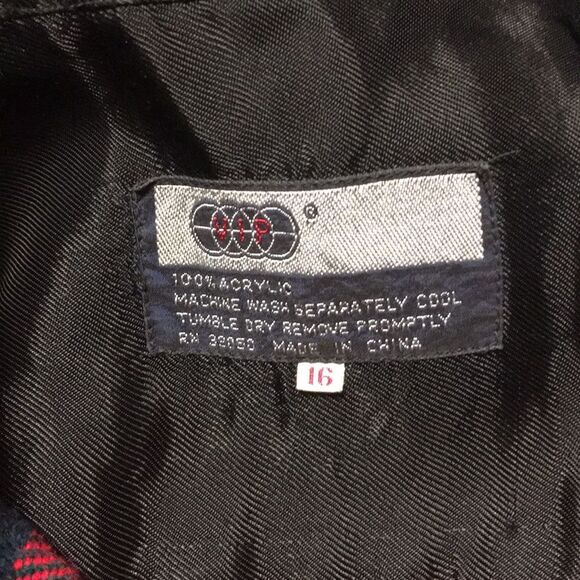 VIP ®
100% ACRYLIC
MACHINE WASH SEPARATELY COOL
TUMBLE DRY REMOVE PROMPTLY
RN 39050 MADE IN CHINA
16